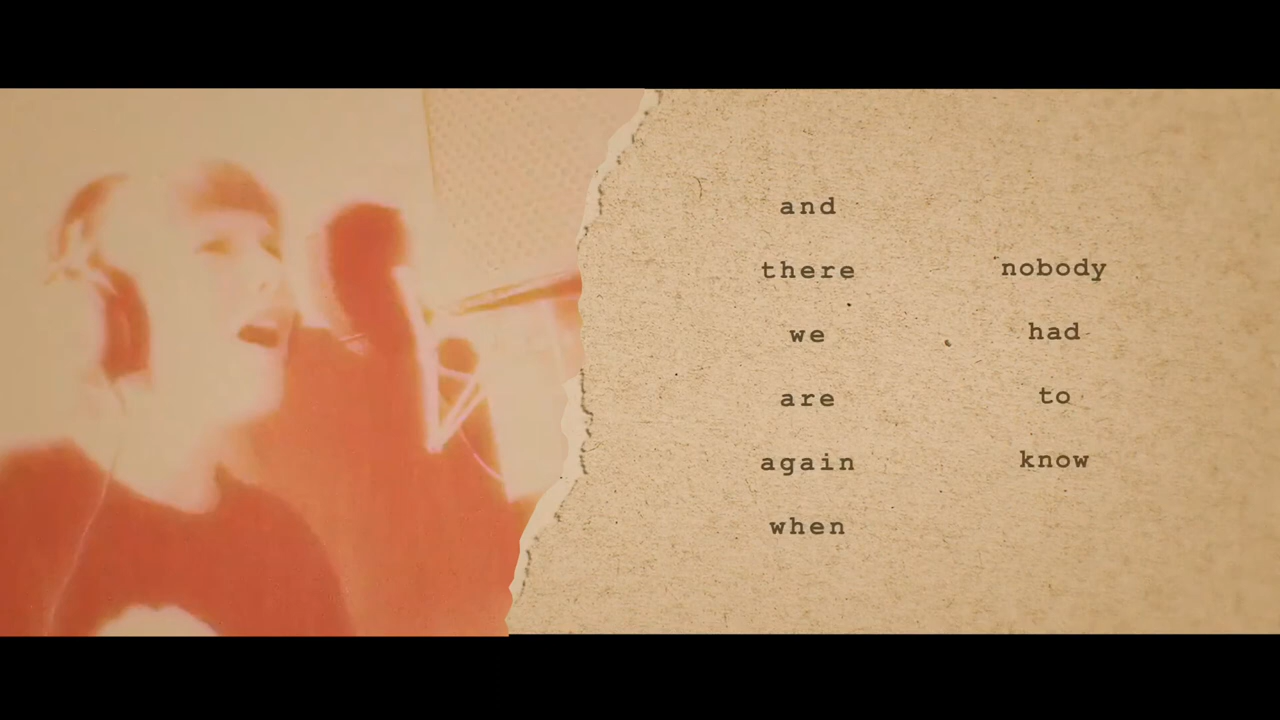 and
there
we
are
again
when
nobody
had
to
know